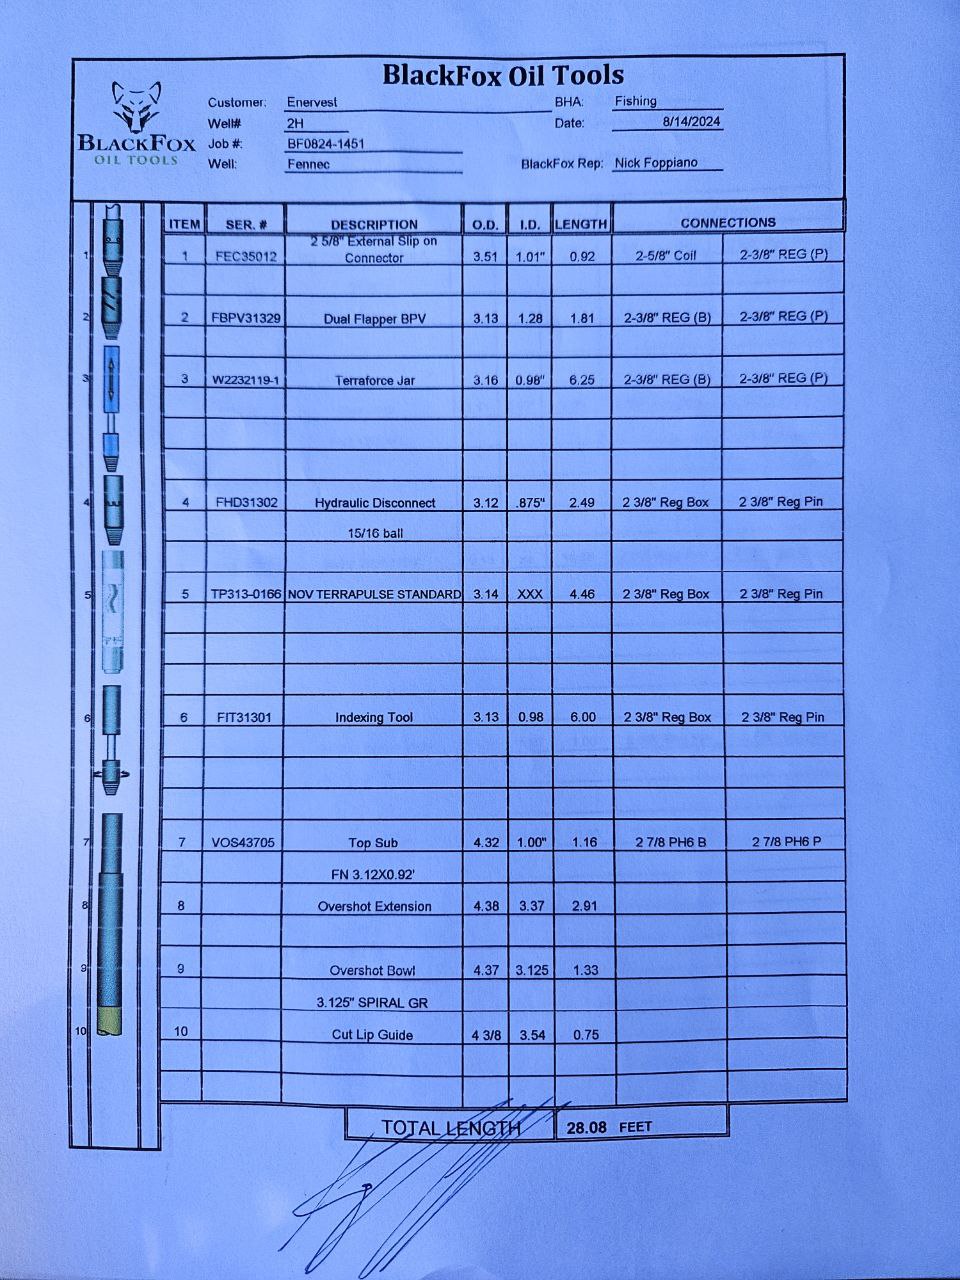 BlackFox Oil Tools
BLACKFOX
OIL TOOLS
Customer: Enervest BHA: Fishing
Well# 2H Date: 8/14/2024
Job #: BF0824-1451
Well: Fennec BlackFox Rep: Nick Foppiano
ITEM SER. # DESCRIPTION O.D. I.D. LENGTH CONNECTIONS
2 5/8" External Slip on
1 1 FEC35012 Connector 3.51 1.01" 0.92 2-5/8" Coil 2-3/8" REG (P)
2 2 FBPV31329 Dual Flapper BPV 3.13 1.28 1.81 2-3/8" REG (B) 2-3/8" REG (P)
3 3 W2232119-1 Terraforce Jar 3.16 0.98" 6.25 2-3/8" REG (B) 2-3/8" REG (P)
4 4 FHD31302 Hydraulic Disconnect 3.12 .875" 2.49 2 3/8" Reg Box 2 3/8" Reg Pin
15/16 ball
5 5 TP313-0166 NOV TERRAPULSE STANDARD 3.14 XXX 4.46 2 3/8" Reg Box 2 3/8" Reg Pin
6 6 FIT31301 Indexing Tool 3.13 0.98 6.00 2 3/8" Reg Box 2 3/8" Reg Pin
7 7 VOS43705 Top Sub 4.32 1.00" 1.16 2 7/8 PH6 B 2 7/8 PH6 P
FN 3.12X0.92'
8 8 Overshot Extension 4.38 3.37 2.91
9 9 Overshot Bowl 4.37 3.125 1.33
3.125" SPIRAL GR
10 10 Cut Lip Guide 4 3/8 3.54 0.75
TOTAL LENGTH 28.08 FEET